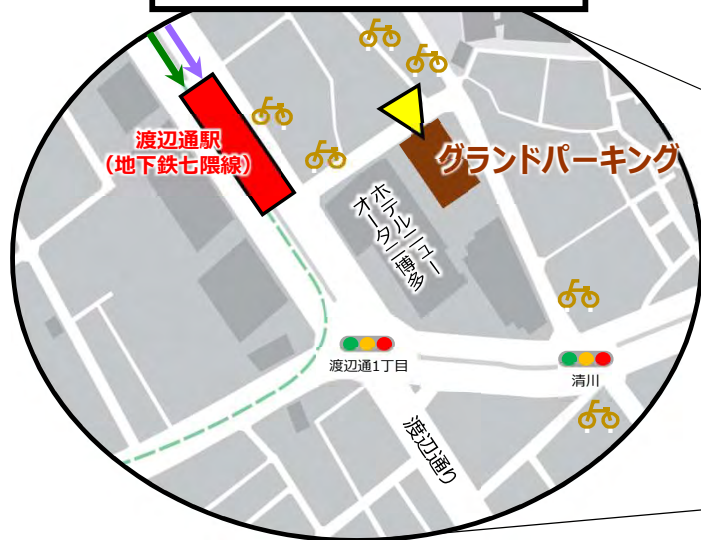 渡辺通駅
（地下鉄七隈線）
グランドパーキング
ホテルニュー
オータニ博多
渡辺通1丁目
清川
渡辺通り